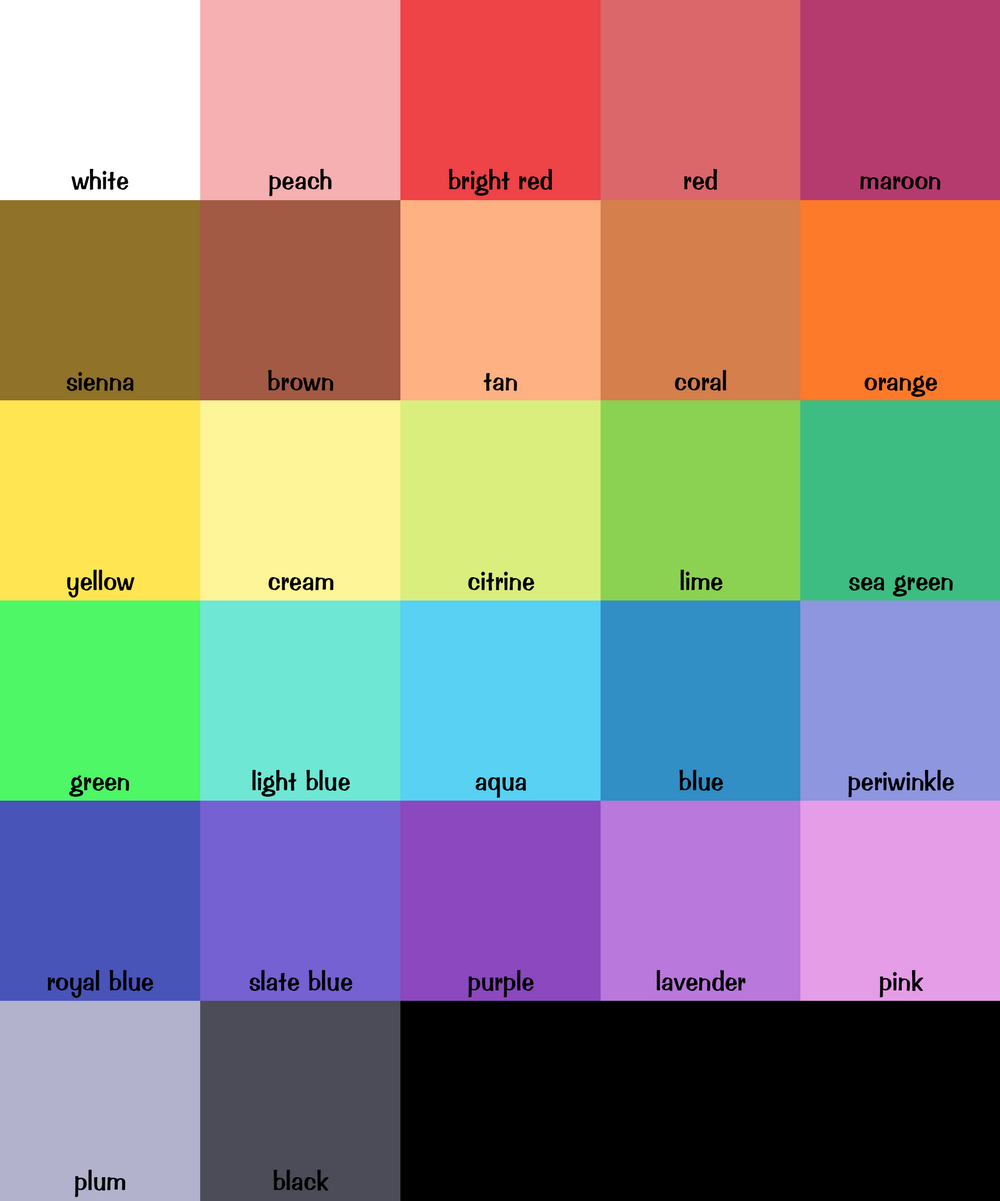 white peach bright red red maroon
sienna brown tan coral orange
yellow cream citrine lime sea green
green light blue aqua blue periwinkle
royal blue slate blue purple lavender pink
plum black